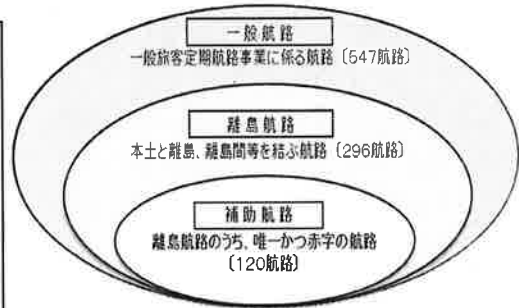 一般航路
一般旅客定期航路事業に係る航路〔547航路〕
離島航路
本土と離島、離島間等を結ぶ航路〔296航路〕
補助航路
離島航路のうち、唯一かつ赤字の航路
〔120航路〕